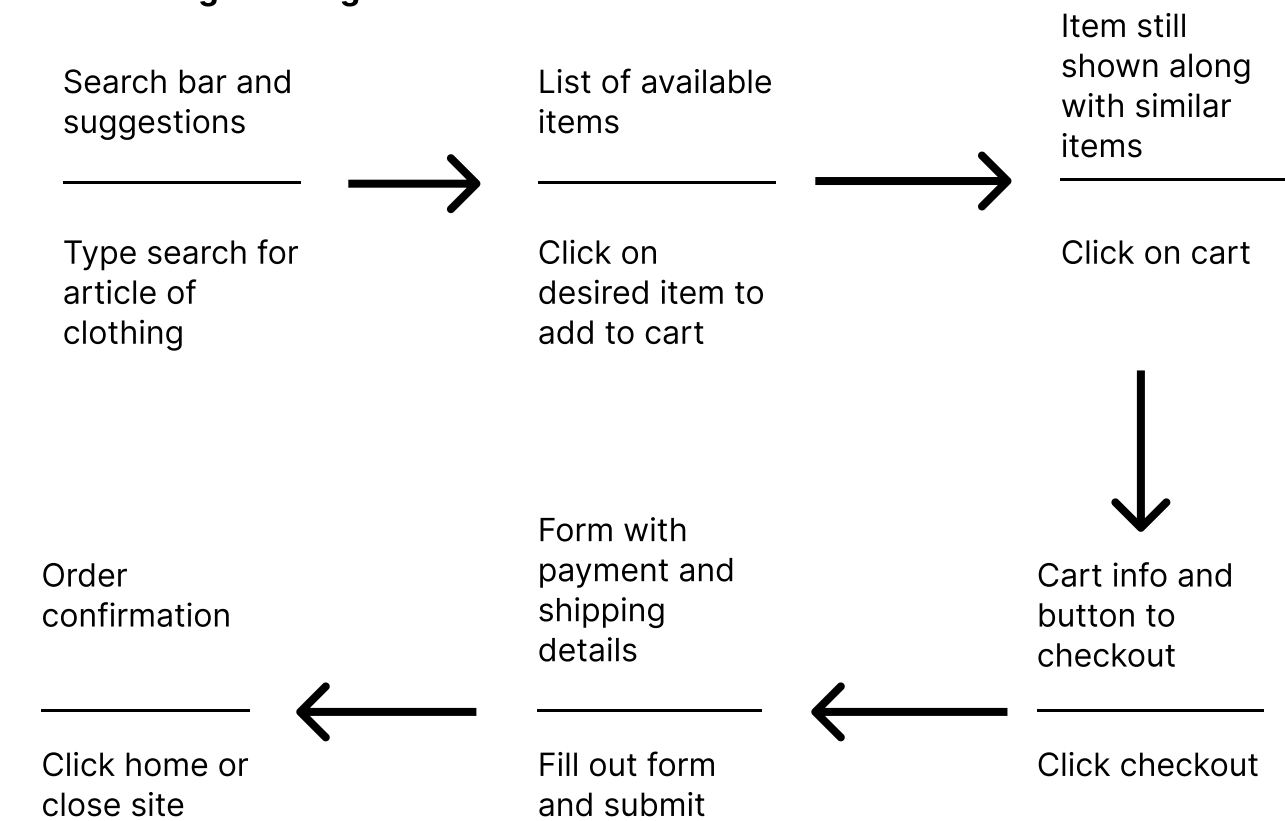 Search bar and
suggestions
Type search for
article of
clothing
List of available
items
Click on
desired item to
add to cart
Item still
shown along
with similar
items
Click on cart
Cart info and
button to
checkout
Click checkout
Form with
payment and
shipping
details
Fill out form
and submit
Order
confirmation
Click home or
close site